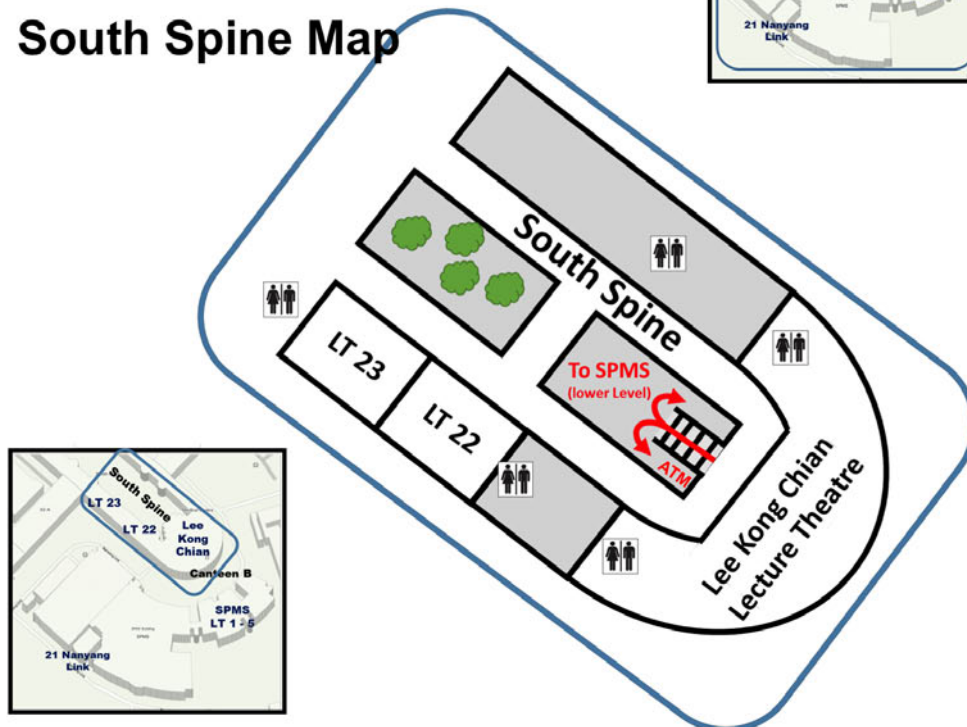 South Spine Map
21 Nanyang
Link
South Spine
LT 23
LT 22
To SPMS
(lower Level)
ATM
Lee Kong Chian
Lecture Theatre
South Spine
LT 23
LT 22
Lee
Kong
Chian
Canteen B
SPMS
LT 1 - 5
21 Nanyang
Link